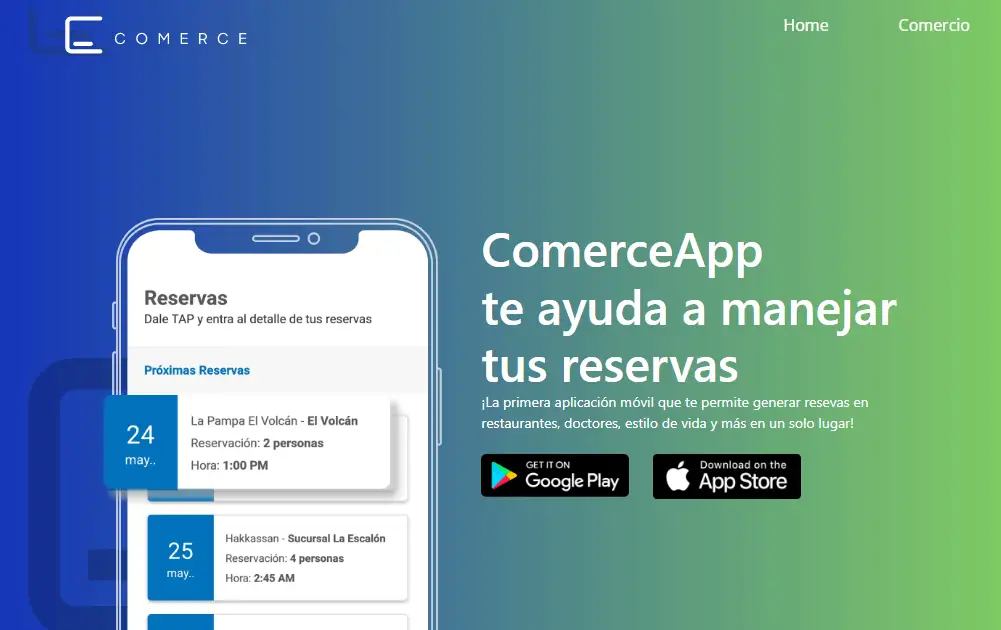 COMERCE
Home
Comercio
Reservas
Dale TAP y entra al detalle de tus reservas
Próximas Reservas
24
may..
La Pampa El Volcán - El Volcán
Reservación: 2 personas
Hora: 1:00 PM
25
may..
Hakkassan - Sucursal La Escalón
Reservación: 4 personas
Hora: 2:45 AM
ComerceApp
te ayuda a manejar
tus reservas
¡La primera aplicación móvil que te permite generar resevas en
restaurantes, doctores, estilo de vida y más en un solo lugar!
GET IT ON
Google Play
Download on the
App Store